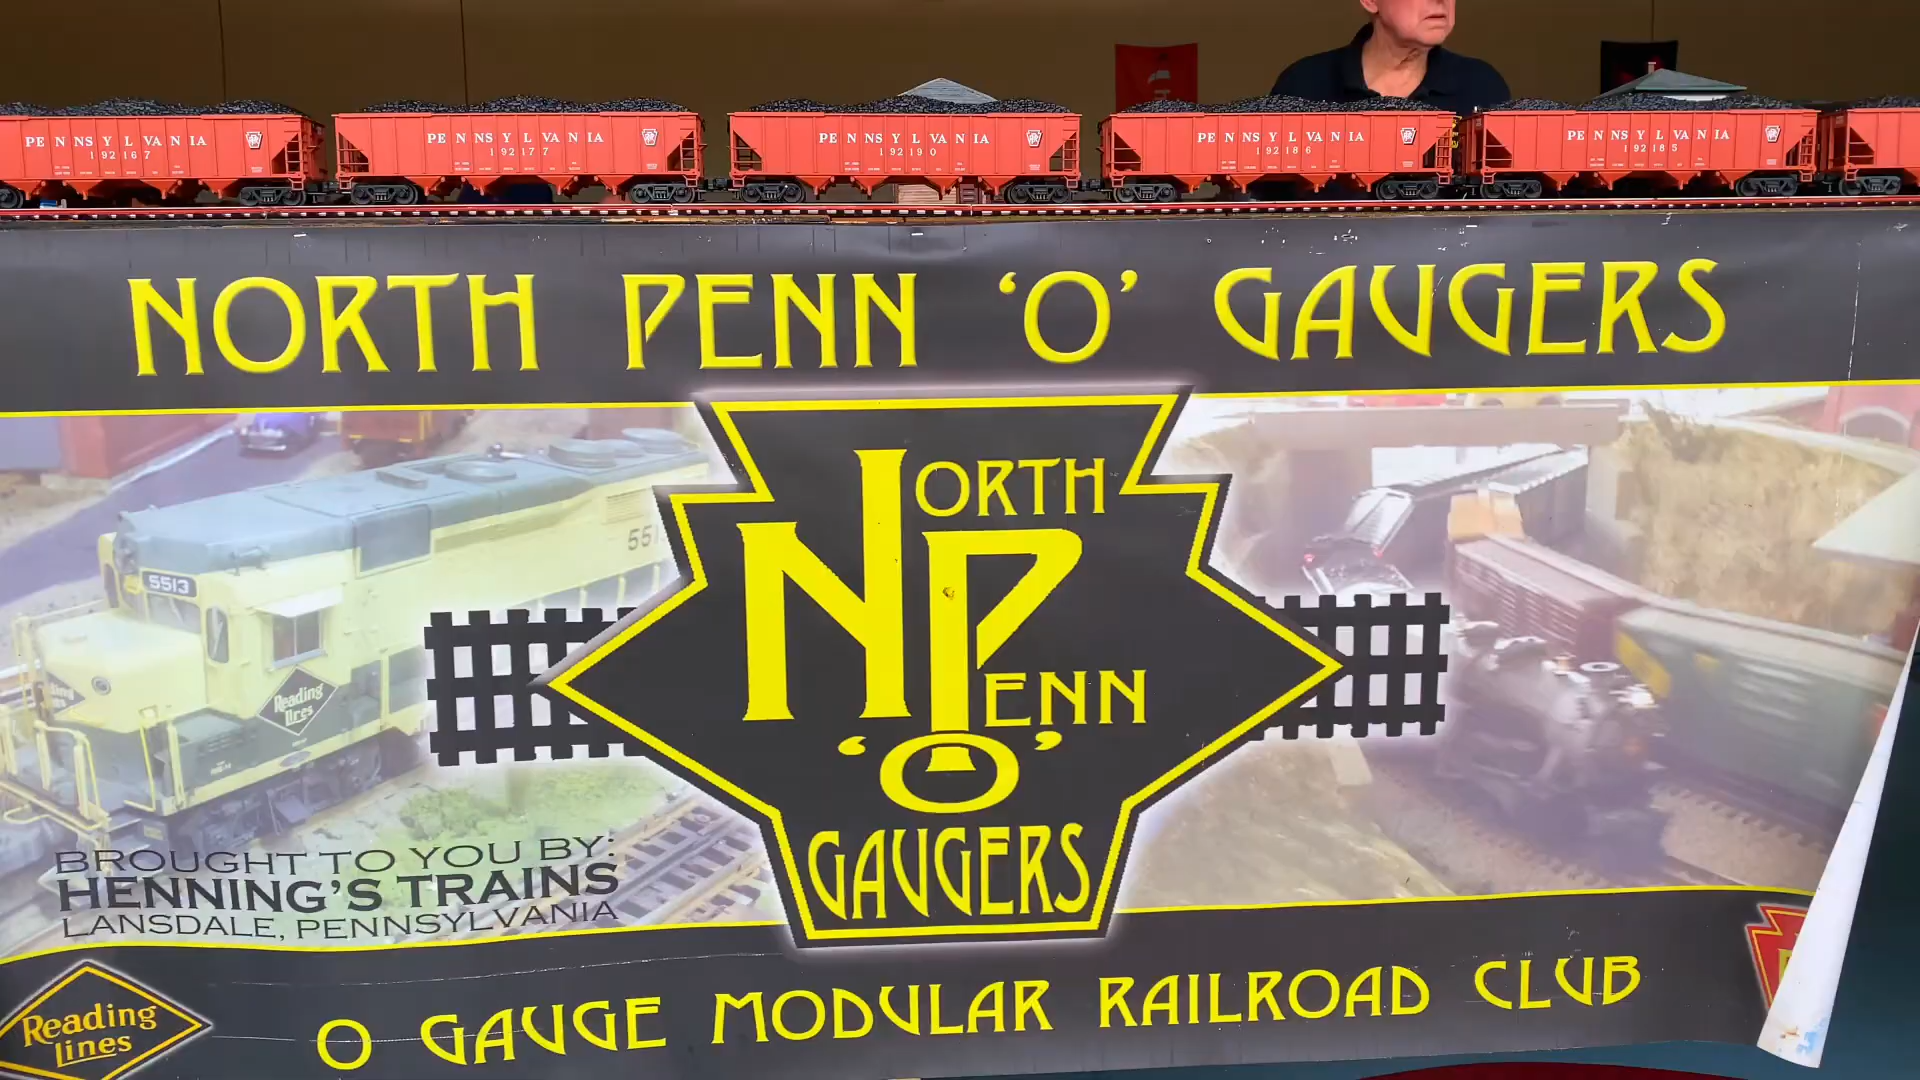 PENNSYLVANIA
192167
PENNSYLVANIA
192177
PENNSYLVANIA
192190
PENNSYLVANIA
192186
PENNSYLVANIA
192185
NORTH PENN ‘O’ GAUGERS
NORTH
PENN
‘O’
GAUGERS
5513
551
Reading
Lines
BROUGHT TO YOU BY:
HENNING'S TRAINS
LANSDALE, PENNSYLVANIA
Reading
Lines
O GAUGE MODULAR RAILROAD CLUB